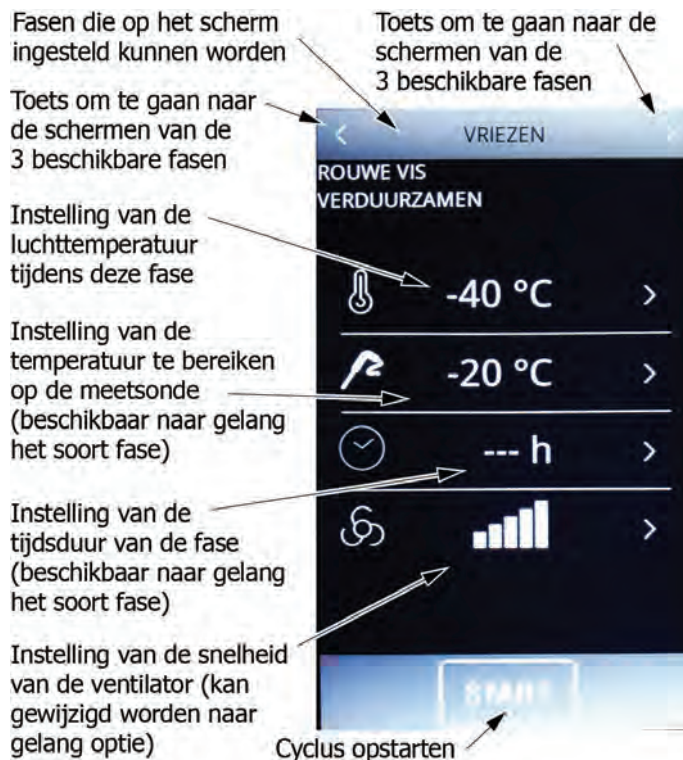 Fasen die op het scherm
ingesteld kunnen worden
Toets om te gaan naar de
schermen van de
3 beschikbare fasen
Toets om te gaan naar
de schermen van de
3 beschikbare fasen
VRIEZEN
ROUWE VIS
VERDUURZAMEN
Instelling van de
luchttemperatuur
tijdens deze fase
-40 °C
Instelling van de
temperatuur te bereiken
op de meetsonde
(beschikbaar naar gelang
het soort fase)
-20 °C
--- h
Instelling van de
tijdsduur van de fase
(beschikbaar naar gelang
het soort fase)
Instelling van de snelheid
van de ventilator (kan
gewijzigd worden naar
gelang optie)
START
Cyclus opstarten